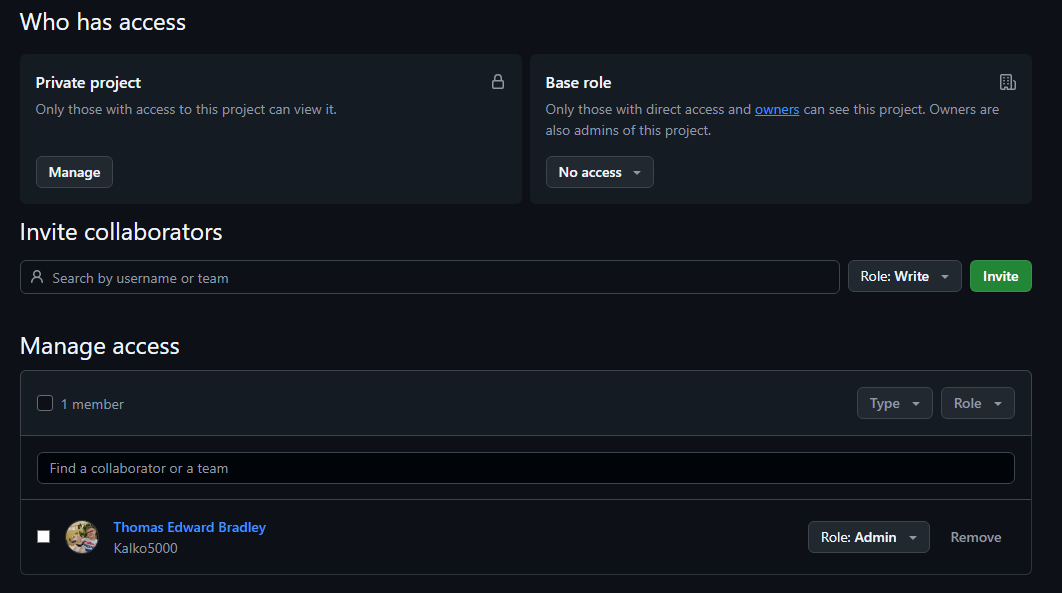 Who has access
Private project
Only those with access to this project can view it.
Manage
Base role
Only those with direct access and owners can see this project. Owners are
also admins of this project.
No access
Invite collaborators
Search by username or team
Role: Write
Invite
Manage access
1 member
Type
Role
Find a collaborator or a team
Thomas Edward Bradley
Kalko5000
Role: Admin
Remove